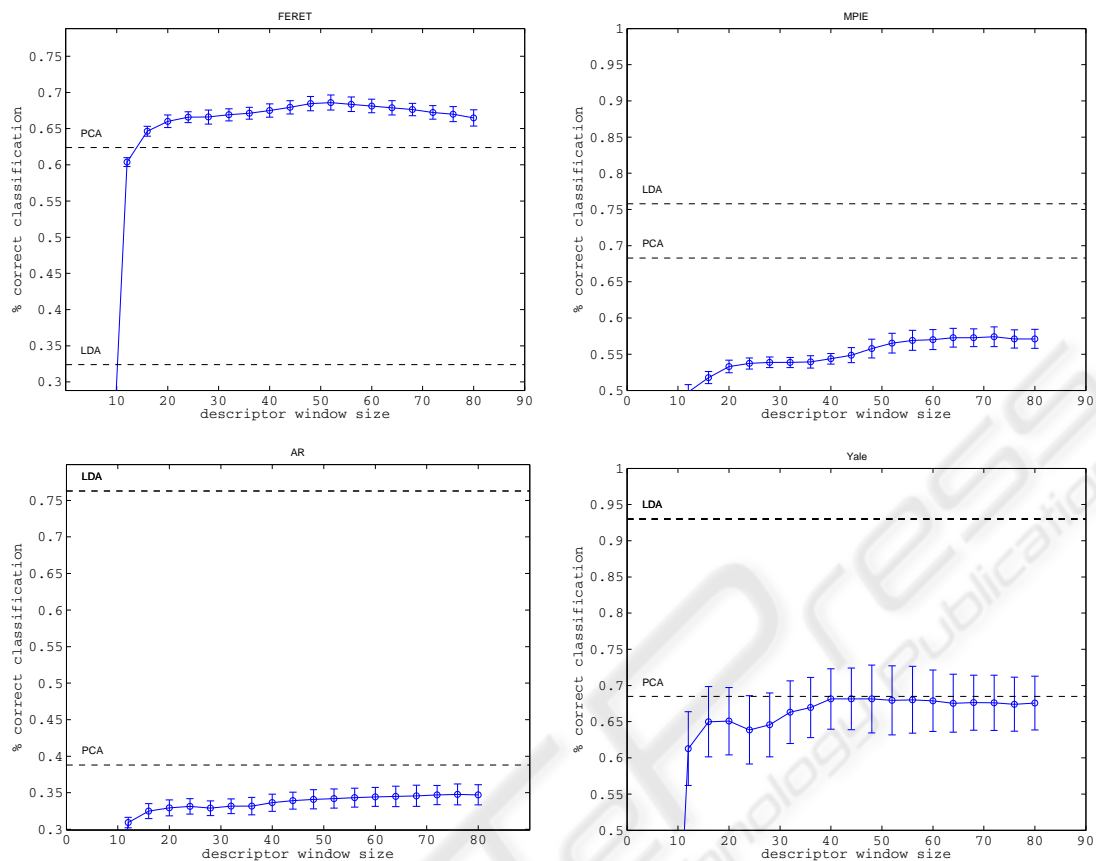 FERET
% correct classification
0.75
0.7
0.65
0.6
0.55
0.5
0.45
0.4
0.35
0.3
PCA
LDA
10 20 30 40 50 60 70 80 90
descriptor window size
MPIE
% correct classification
1
0.95
0.9
0.85
0.8
0.75
0.7
0.65
0.6
0.55
0.5
LDA
PCA
0 10 20 30 40 50 60 70 80 90
descriptor window size
AR
% correct classification
0.75
0.7
0.65
0.6
0.55
0.5
0.45
0.4
0.35
0.3
LDA
PCA
0 10 20 30 40 50 60 70 80 90
descriptor window size
Yale
% correct classification
1
0.95
0.9
0.85
0.8
0.75
0.7
0.65
0.6
0.55
0.5
LDA
PCA
0 10 20 30 40 50 60 70 80 90
descriptor window size
Press